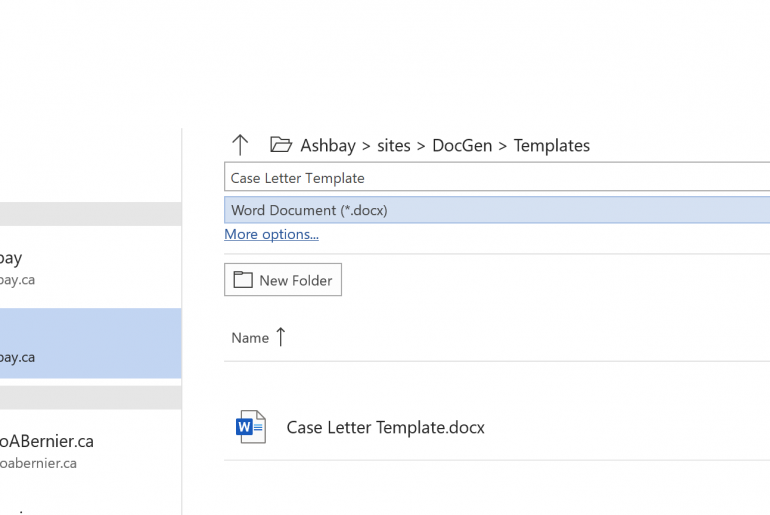 Ashbay > sites > DocGen > Templates
Case Letter Template
Word Document (*.docx)
More options...
New Folder
Name
Case Letter Template.docx
bay
bay.ca
bay.ca
oABernier.ca
oabernier.ca